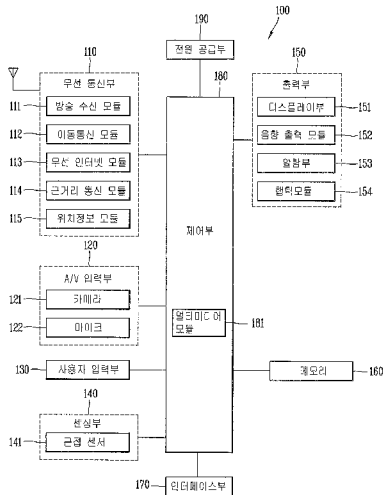 100
190
전원 공급부
110
무선 통신부
111 방송 수신 모듈
112 이동통신 모듈
113 무선 인터넷 모듈
114 근거리 통신 모듈
115 위치정보 모듈
120
A/V 입력부
121 카메라
122 마이크
130 사용자 입력부
140
센싱부
141 근접 센서
180
제어부
멀티미디어
모듈
181
150
출력부
디스플레이부 151
음향 출력 모듈 152
알람부 153
햅틱모듈 154
메모리 160
170 인터페이스부